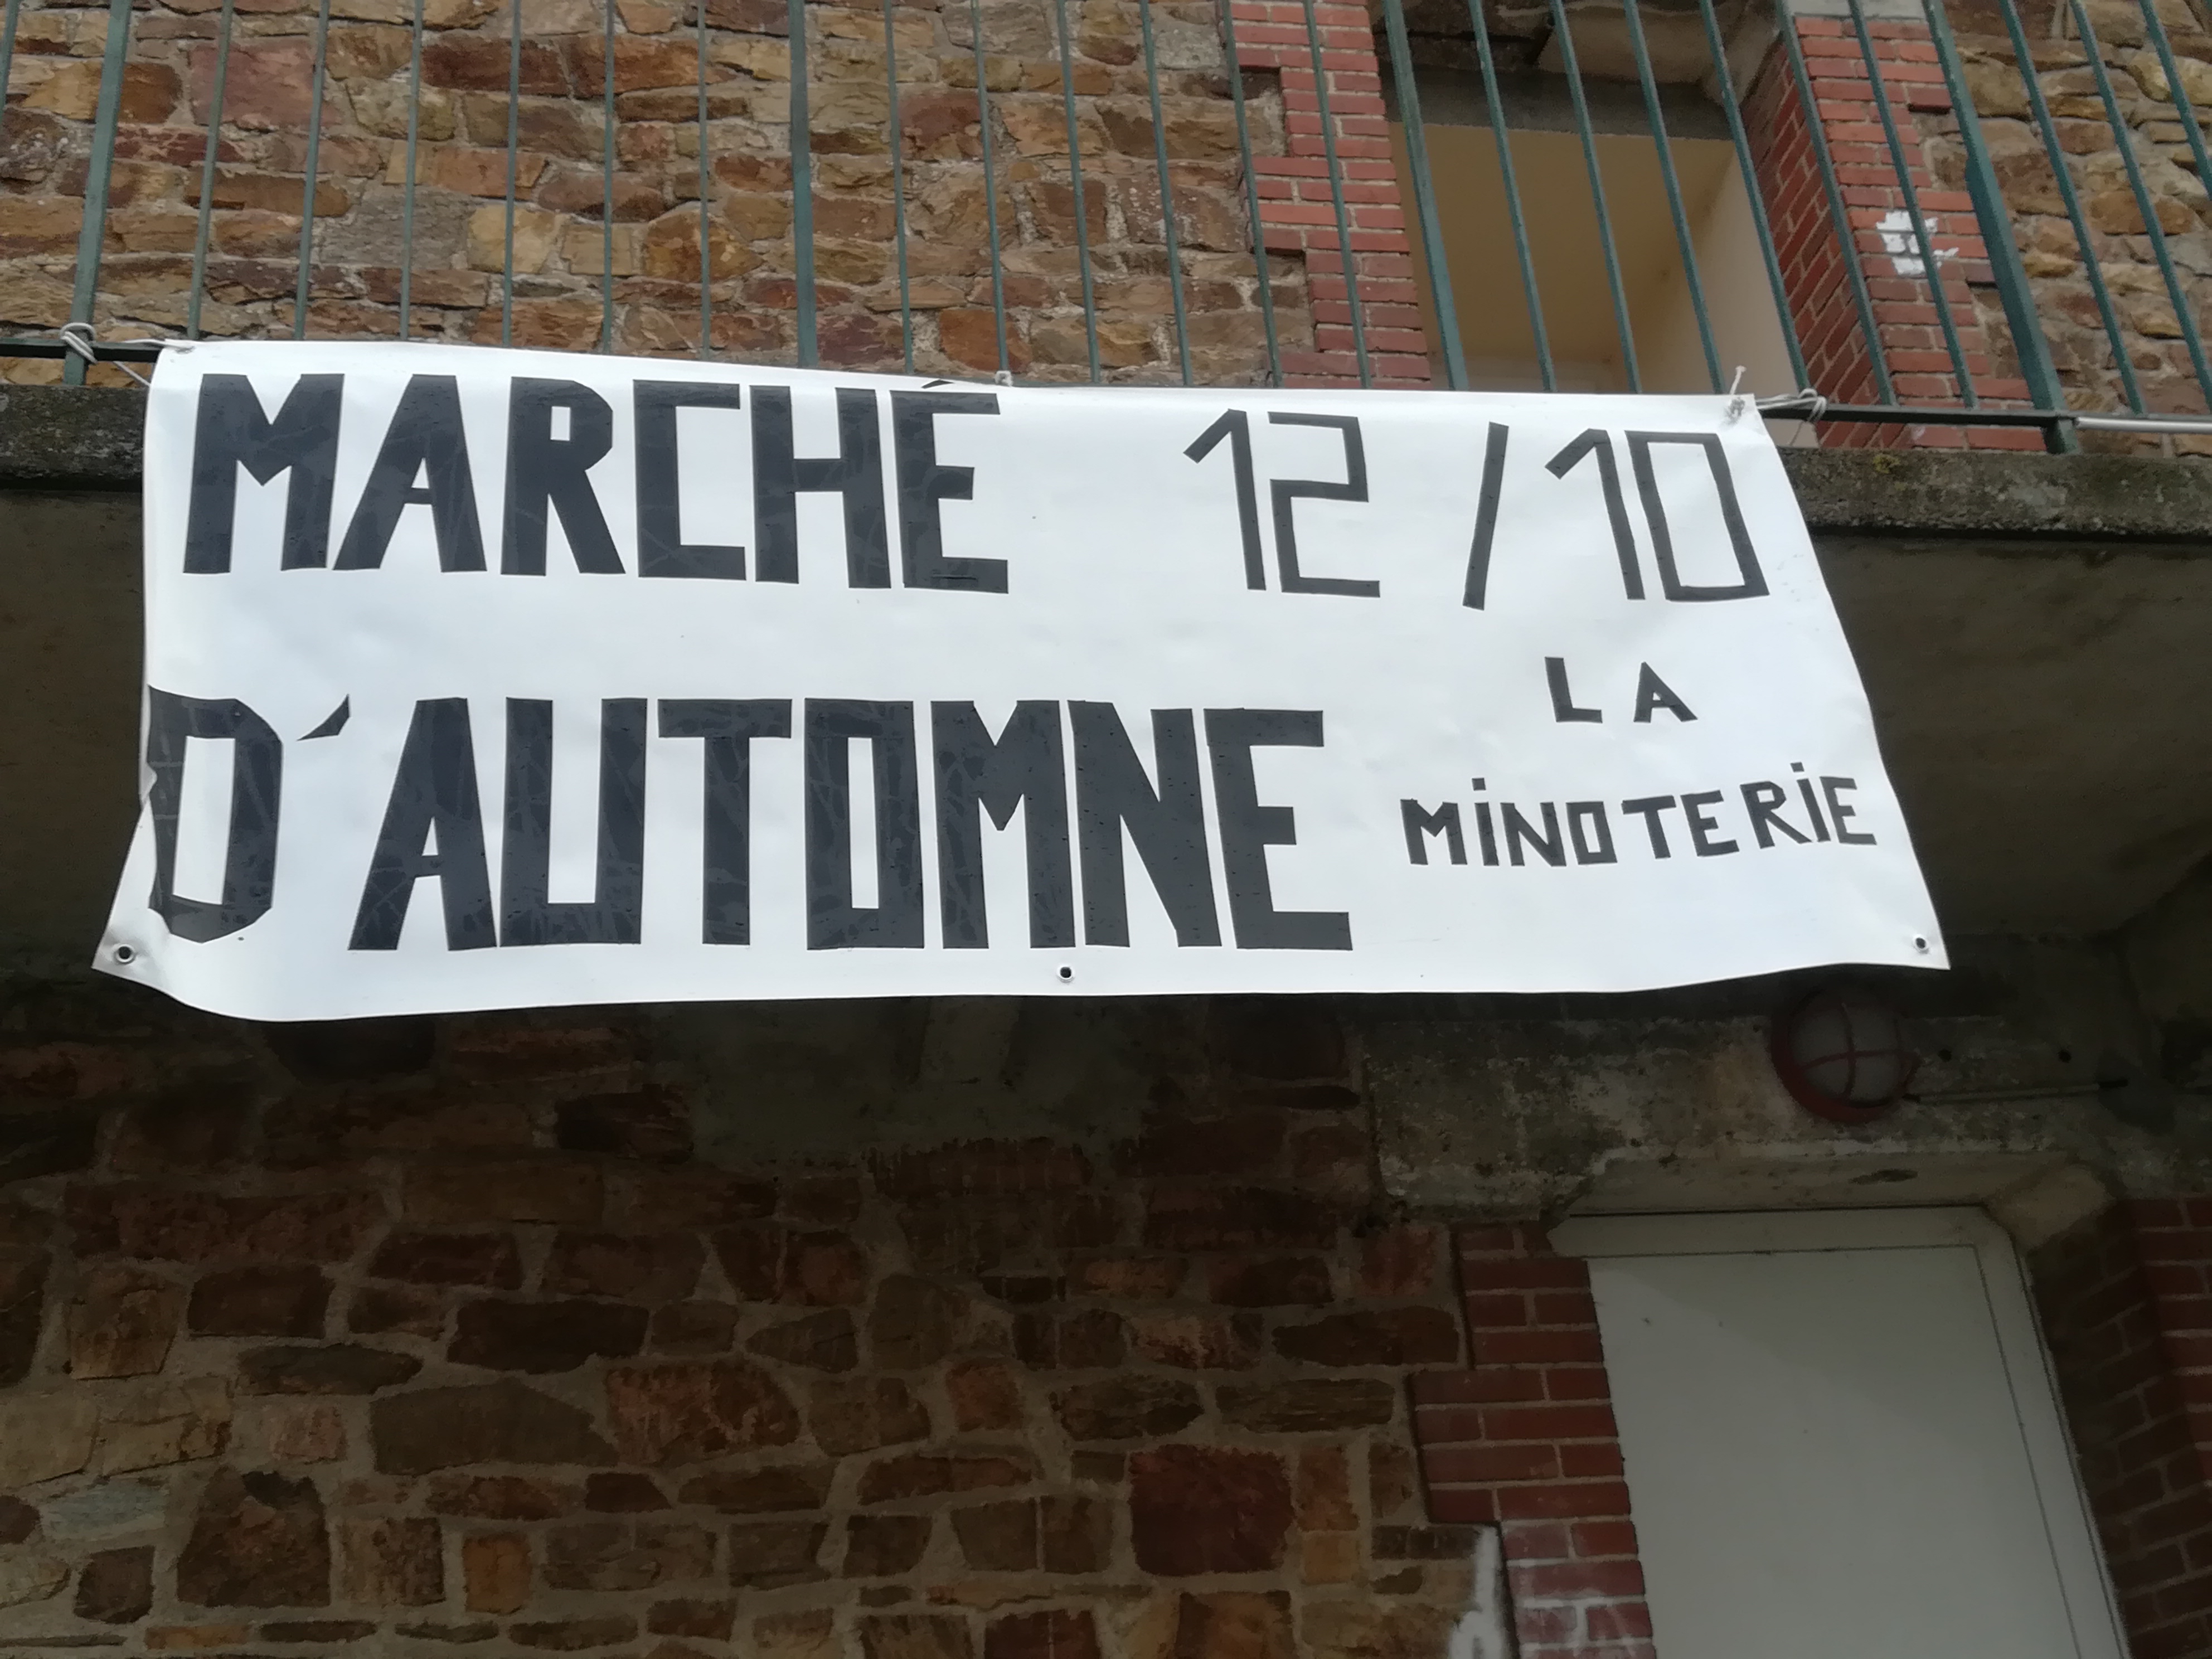 MARCHÉ 12/10
D'AUTOMNE
LA
MiNOTERiE